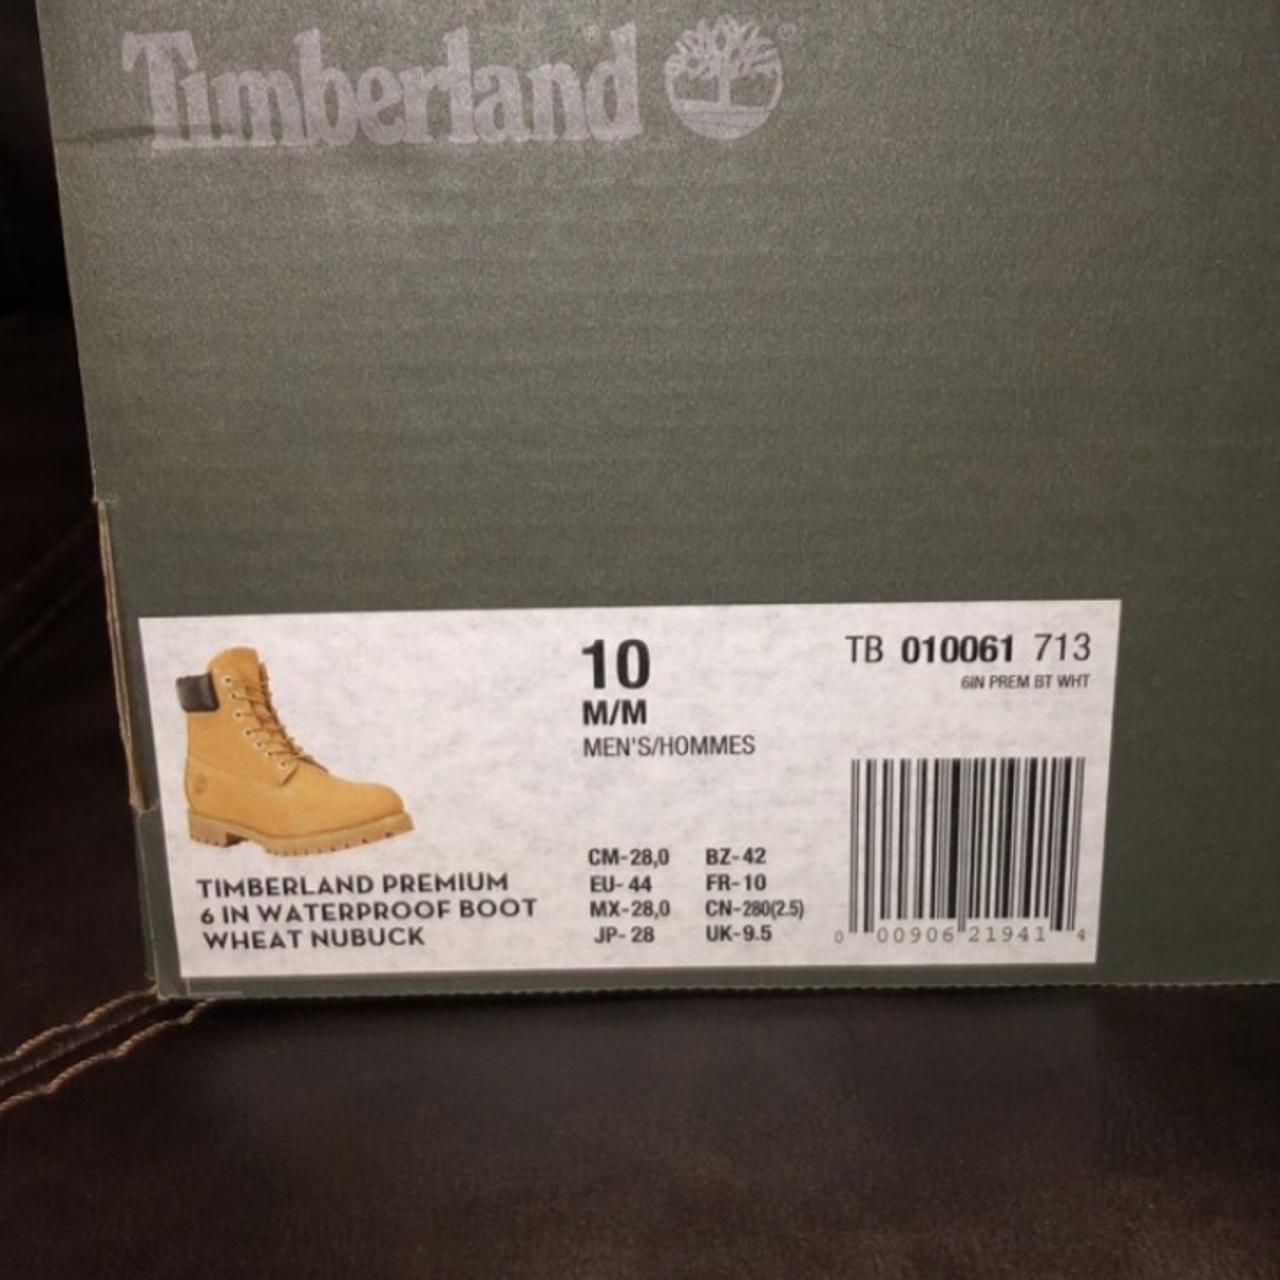 Timberland
10
M/M
MEN'S/HOMMES
TB 010061 713
6IN PREM BT WHT
TIMBERLAND PREMIUM
6 IN WATERPROOF BOOT
WHEAT NUBUCK
CM-28,0 BZ-42
EU-44 FR-10
MX-28,0 CN-280(2.5)
JP-28 UK-9.5
0 00906 21941 4